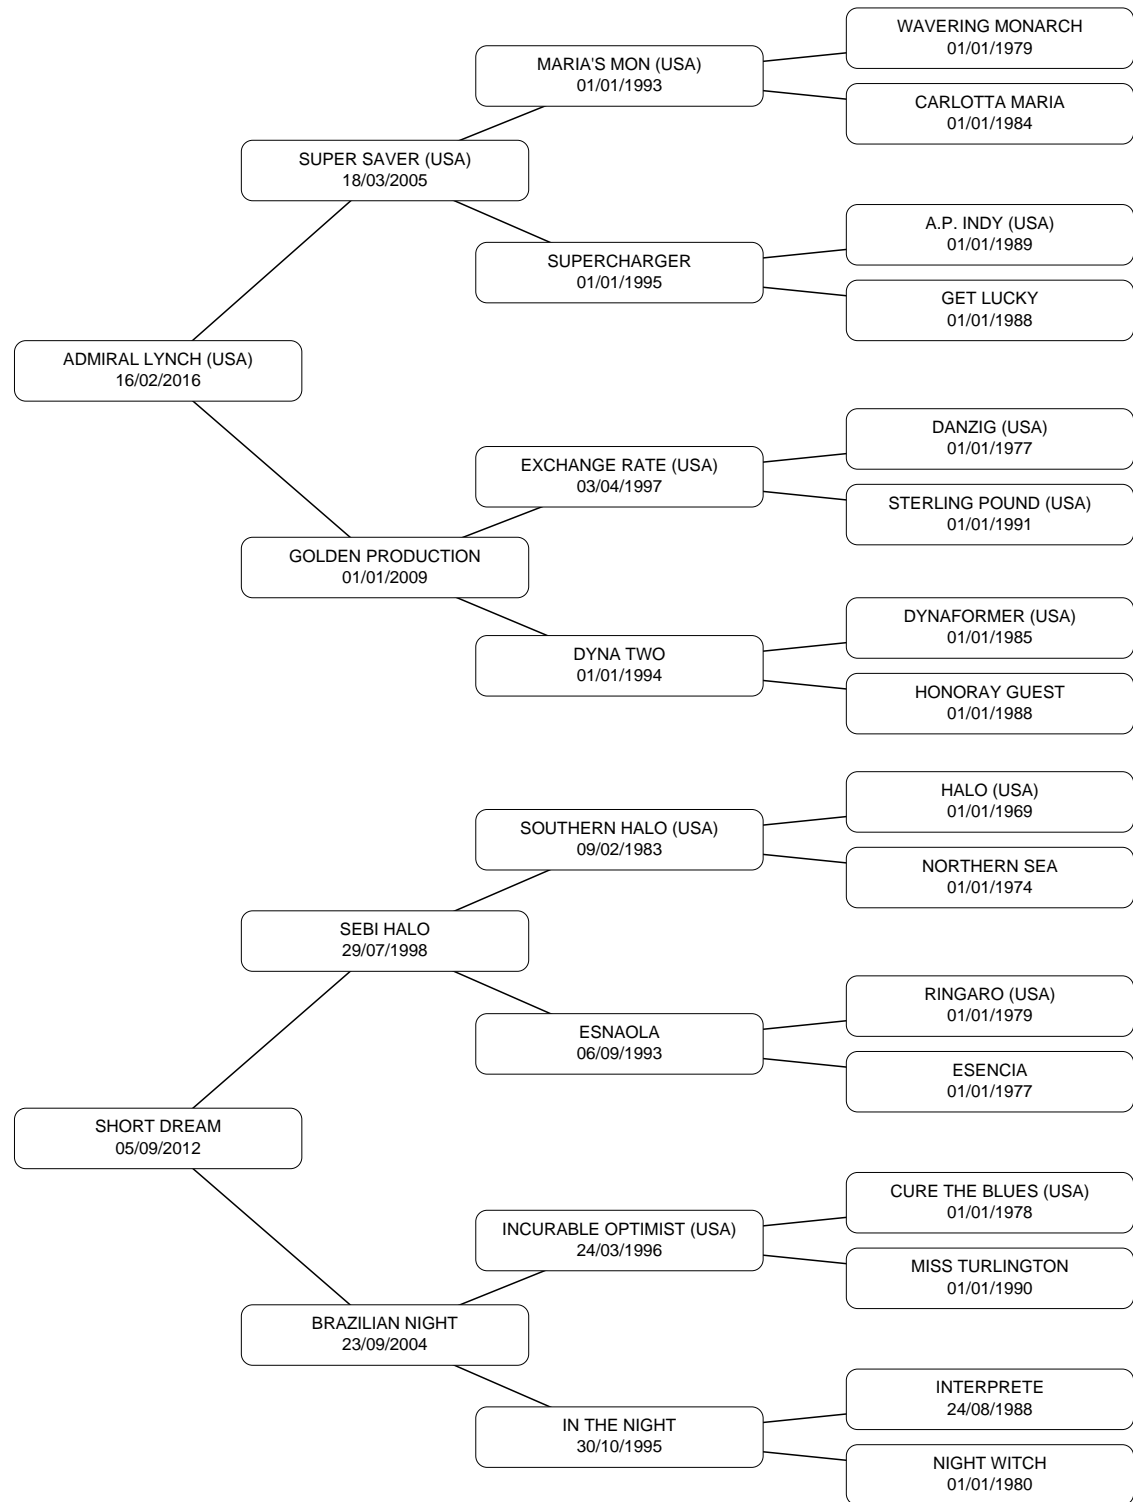 WAVERING MONARCH
01/01/1979
MARIA'S MON (USA)
01/01/1993
CARLOTTA MARIA
01/01/1984
SUPER SAVER (USA)
18/03/2005
A.P. INDY (USA)
01/01/1989
SUPERCHARGER
01/01/1995
GET LUCKY
01/01/1988
ADMIRAL LYNCH (USA)
16/02/2016
DANZIG (USA)
01/01/1977
EXCHANGE RATE (USA)
03/04/1997
STERLING POUND (USA)
01/01/1991
GOLDEN PRODUCTION
01/01/2009
DYNAFORMER (USA)
01/01/1985
DYNA TWO
01/01/1994
HONORAY GUEST
01/01/1988
HALO (USA)
01/01/1969
SOUTHERN HALO (USA)
09/02/1983
NORTHERN SEA
01/01/1974
SEBI HALO
29/07/1998
RINGARO (USA)
01/01/1979
ESNAOLA
06/09/1993
ESENCIA
01/01/1977
SHORT DREAM
05/09/2012
CURE THE BLUES (USA)
01/01/1978
INCURABLE OPTIMIST (USA)
24/03/1996
MISS TURLINGTON
01/01/1990
BRAZILIAN NIGHT
23/09/2004
INTERPRETE
24/08/1988
IN THE NIGHT
30/10/1995
NIGHT WITCH
01/01/1980